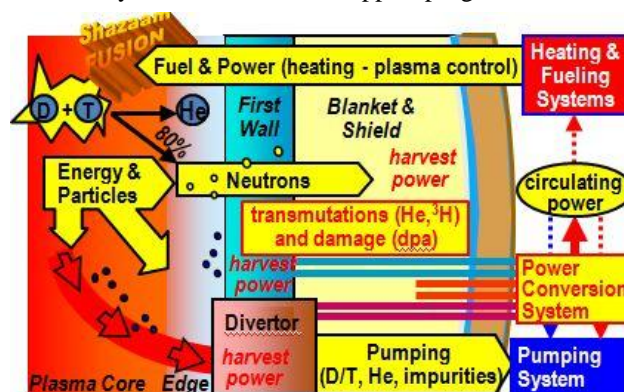 Shazaam
FUSION
Fuel & Power (heating - plasma control)
Heating &
Fueling
Systems
D + T
He
80%
First
Wall
Blanket &
Shield
harvest
power
Energy &
Particles
Neutrons
circulating
power
transmutations (He,³H)
and damage (dpa)
harvest
power
Power
Conversion
System
Divertor
harvest
power
Pumping
(D/T, He, impurities)
Pumping
System
Plasma Core
Edge